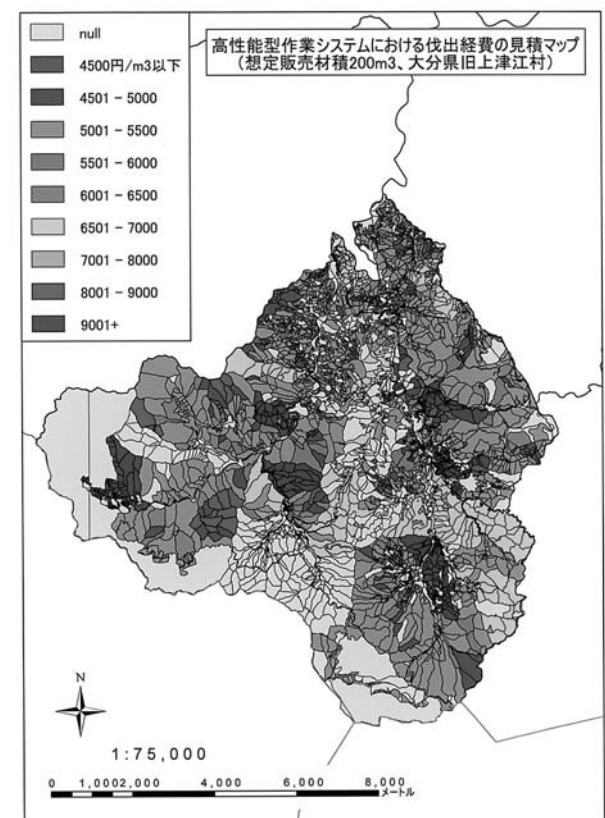 高性能型作業システムにおける伐出経費の見積マップ
(想定販売材積200m3、大分県旧上津江村)
null
4500円/m3以下
4501 - 5000
5001 - 5500
5501 - 6000
6001 - 6500
6501 - 7000
7001 - 8000
8001 - 9000
9001+
N
1:75,000
0 1,0002,000 4,000 6,000 8,000
メートル